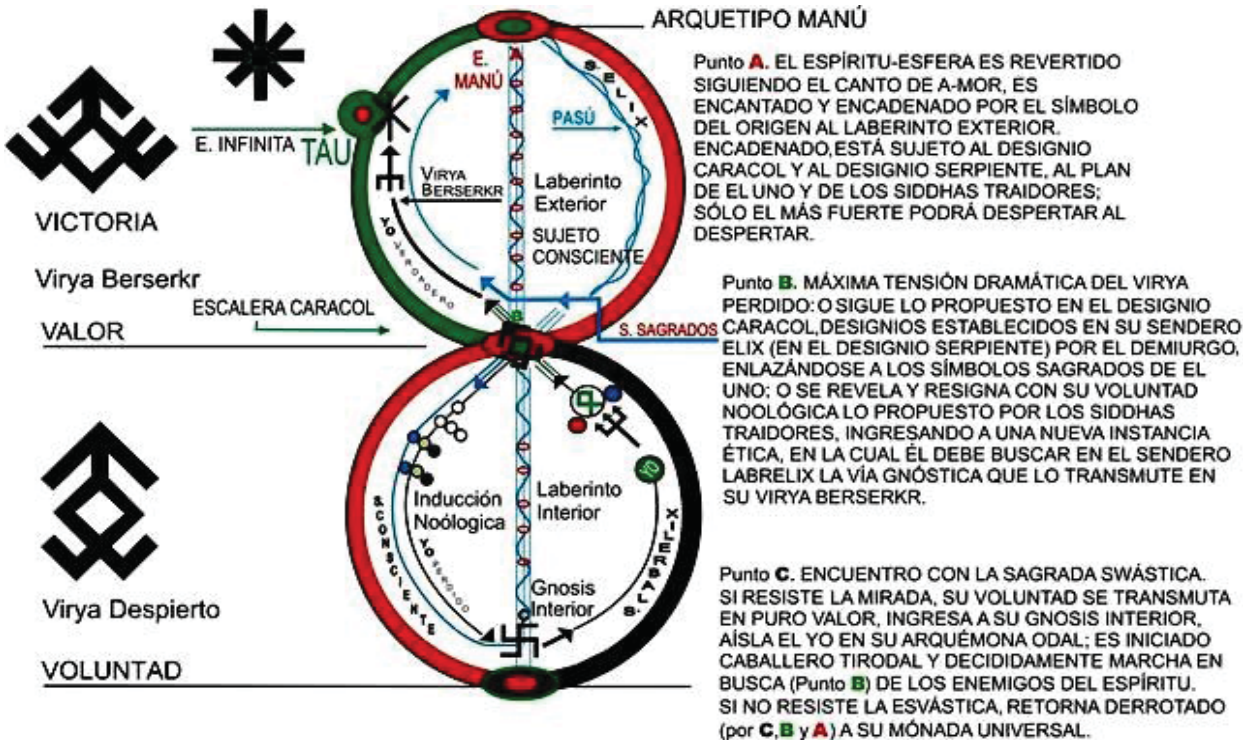 ARQUETIPO MANÚ
E. INFINITA
TAU
E.
MANÚ
A
S. ELIX
PASÚ
VIRYA
BERSERKR
Laberinto
Exterior
SUJETO
CONSCIENTE
YO VERDADERO
VICTORIA
Virya Berserkr
ESCALERA CARACOL
VALOR
B
S. SAGRADOS
YO
Inducción
Noólogica
Laberinto
Interior
S. CONSCIENTE
YO
Gnosis
Interior
C
Virya Despierto
VOLUNTAD
Punto A. EL ESPÍRITU-ESFERA ES REVERTIDO
SIGUIENDO EL CANTO DE A-MOR, ES
ENCANTADO Y ENCADENADO POR EL SÍMBOLO
DEL ORIGEN AL LABERINTO EXTERIOR.
ENCADENADO, ESTÁ SUJETO AL DESIGNIO
CARACOL Y AL DESIGNIO SERPIENTE, AL PLAN
DE EL UNO Y DE LOS SIDDHAS TRAIDORES;
SÓLO EL MÁS FUERTE PODRÁ DESPERTAR AL
DESPERTAR.
Punto B. MÁXIMA TENSIÓN DRAMÁTICA DEL VIRYA
PERDIDO: O SIGUE LO PROPUESTO EN EL DESIGNIO
CARACOL, DESIGNIOS ESTABLECIDOS EN SU SENDERO
ELIX (EN EL DESIGNIO SERPIENTE) POR EL DEMIURGO,
ENLAZÁNDOSE A LOS SÍMBOLOS SAGRADOS DE EL
UNO; O SE REVELA Y RESIGNA CON SU VOLUNTAD
NOOLÓGICA LO PROPUESTO POR LOS SIDDHAS
TRAIDORES, INGRESANDO A UNA NUEVA INSTANCIA
ÉTICA, EN LA CUAL ÉL DEBE BUSCAR EN EL SENDERO
LABRELIX LA VÍA GNÓSTICA QUE LO TRANSMUTE EN
SU VIRYA BERSERKR.
Punto C. ENCUENTRO CON LA SAGRADA SWÁSTICA.
SI RESISTE LA MIRADA, SU VOLUNTAD SE TRANSMUTA
EN PURO VALOR, INGRESA A SU GNOSIS INTERIOR,
AÍSLA EL YO EN SU ARQUÉMONA ODAL; ES INICIADO
CABALLERO TIRODAL Y DECIDIDAMENTE MARCHA EN
BUSCA (Punto B) DE LOS ENEMIGOS DEL ESPÍRITU.
SI NO RESISTE LA ESVÁSTICA, RETORNA DERROTADO
(por C,B y A) A SU MÓNADA UNIVERSAL.